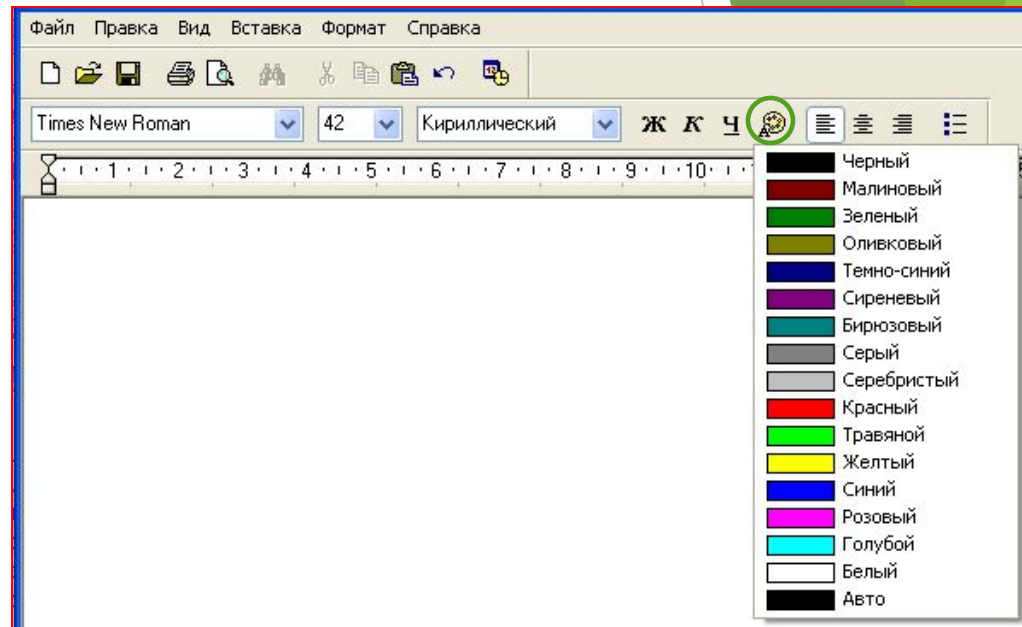 Файл Правка Вид Вставка Формат Справка
Times New Roman 42 Кириллический Ж К Ч
1 2 3 4 5 6 7 8 9 10
Черный
Малиновый
Зеленый
Оливковый
Темно-синий
Сиреневый
Бирюзовый
Серый
Серебристый
Красный
Травяной
Желтый
Синий
Розовый
Голубой
Белый
Авто